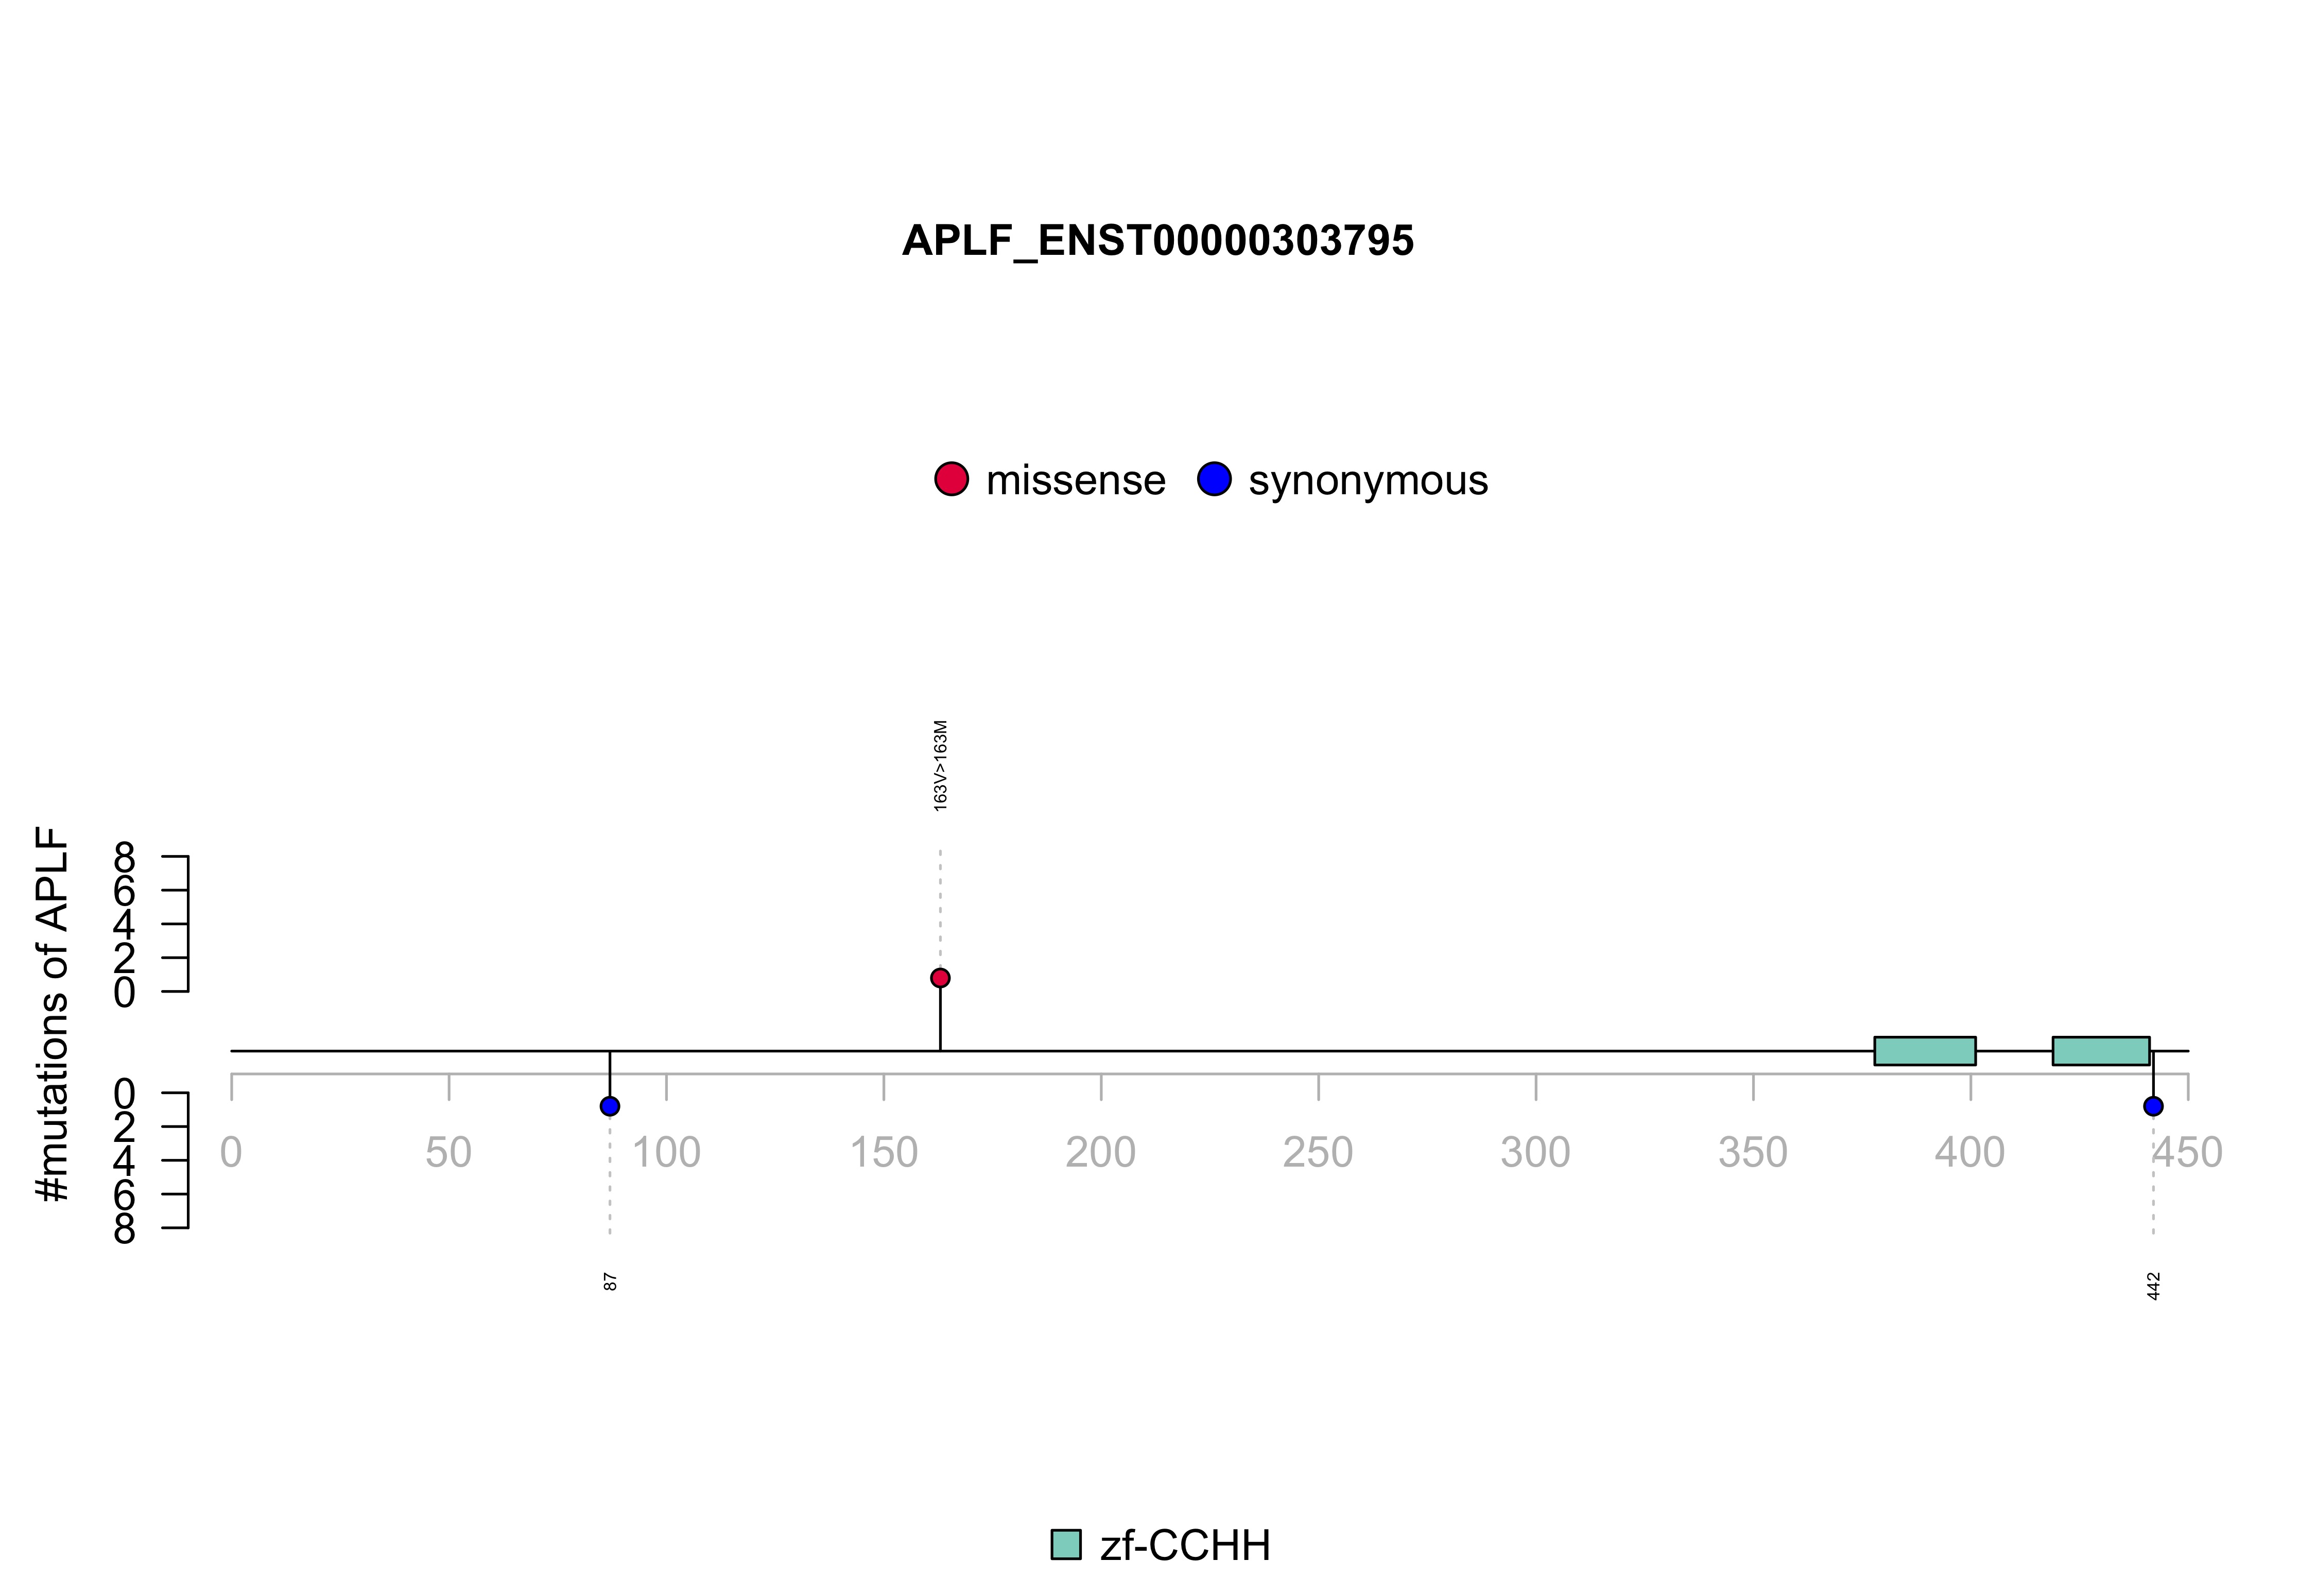 APLF_ENST00000303795
missense synonymous
163V>163M
#mutations of APLF
8
6
4
2
0
0
2
4
6
8
0 50 100 150 200 250 300 350 400 450
87 442
zf-CCHH